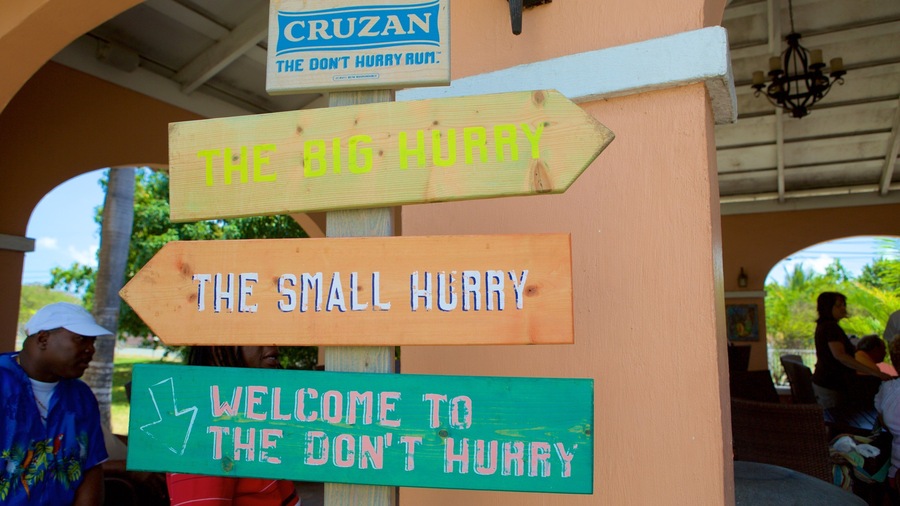 CRUZAN
THE DON'T HURRY RUM.
THE BIG HURRY
THE SMALL HURRY
WELCOME TO
THE DON'T HURRY